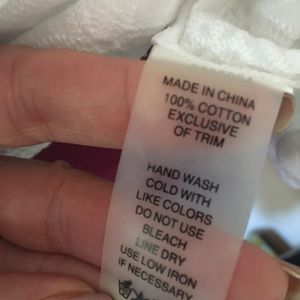 MADE IN CHINA
100% COTTON
EXCLUSIVE
OF TRIM
HAND WASH
COLD WITH
LIKE COLORS
DO NOT USE
BLEACH
LINE DRY
USE LOW IRON
IF NECESSARY